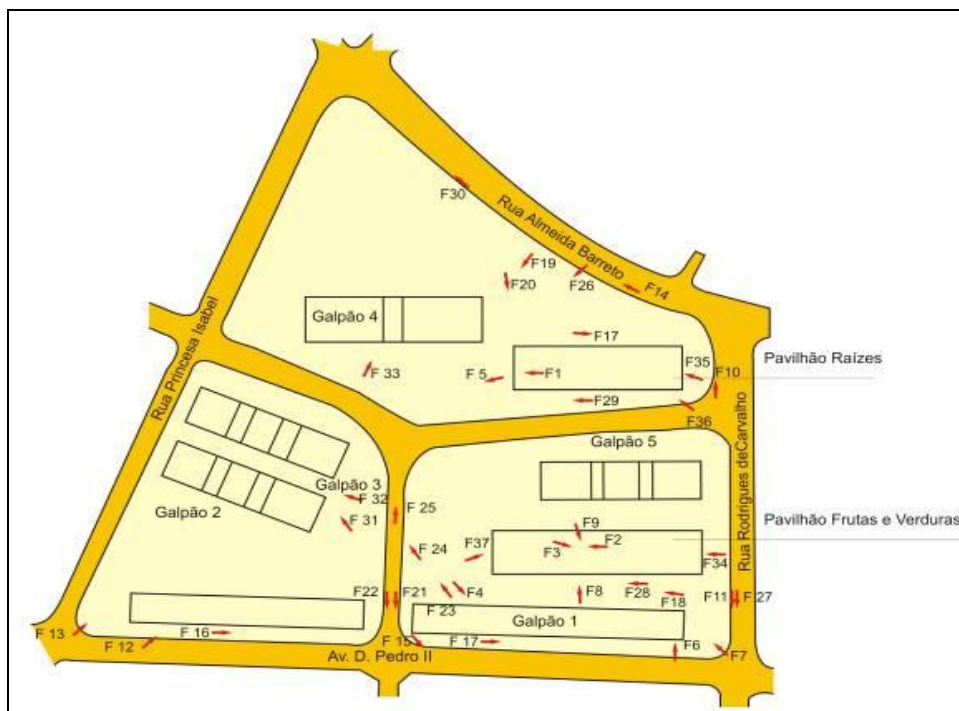 F30
Rua Almeida Barreto
F19
F20
F26
F14
Rua Princesa Isabel
Galpão 4
F17
F 33
F 5
F1
F35
F10
Pavilhão Raízes
F29
F36
Rua Rodrigues deCarvalho
Galpão 5
Galpão 3
F 32
Galpão 2
F 31
F 25
F9
Pavilhão Frutas e Verduras
F 24
F37
F3
F2
F34
F22
F21
F4
F 23
F8
F28
F18
F11
F 27
Galpão 1
F 13
F 12
F 16
F 15
F 17
F6
F7
Av. D. Pedro II